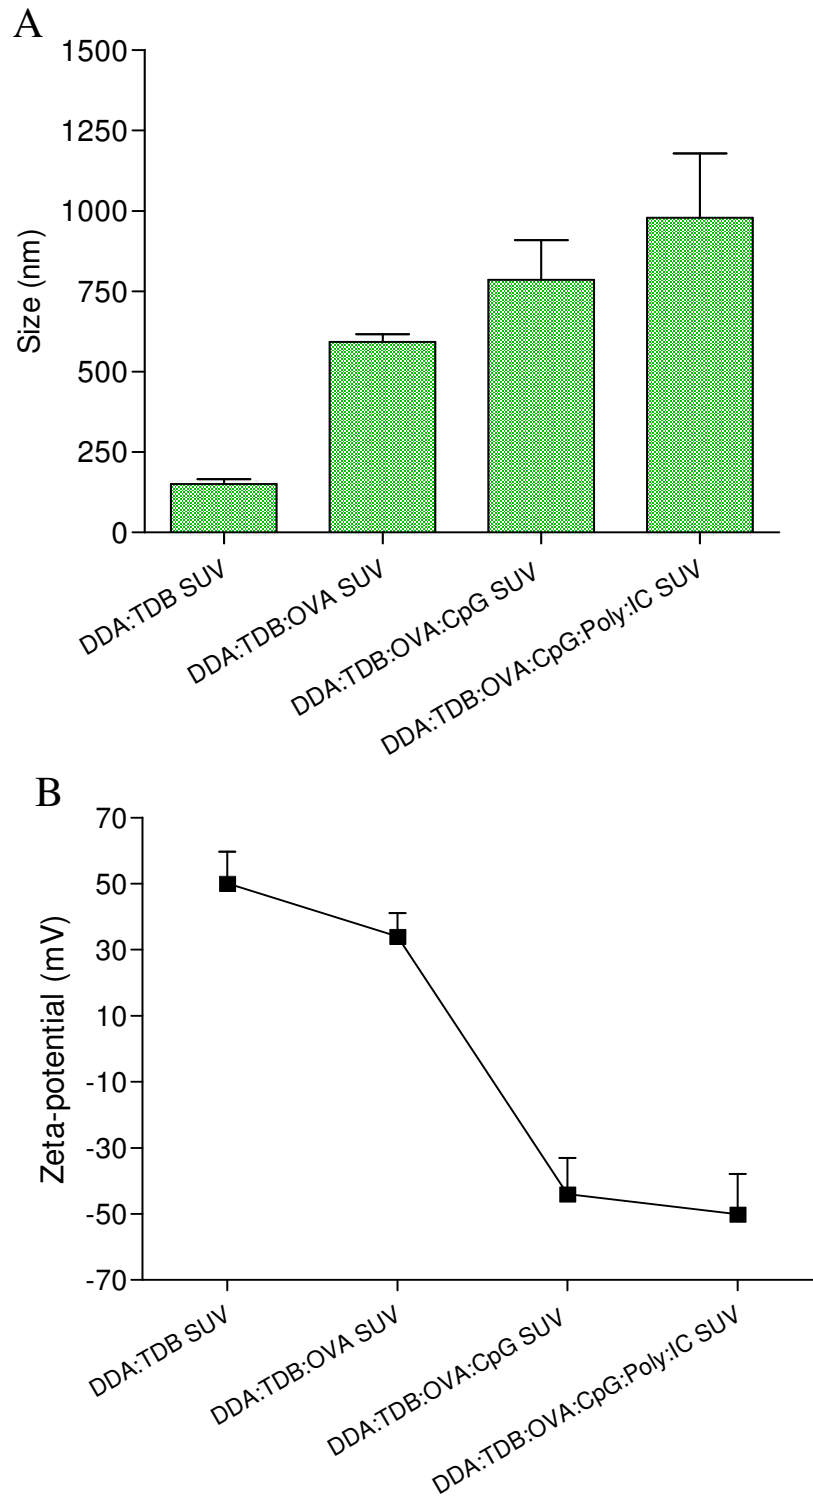 A
1500
1250
1000
750
500
250
0
Size (nm)
DDA:TDB SUV
DDA:TDB:OVA SUV
DDA:TDB:OVA:CpG SUV
DDA:TDB:OVA:CpG:Poly:IC SUV
B
70
50
30
10
-10
-30
-50
-70
Zeta-potential (mV)
DDA:TDB SUV
DDA:TDB:OVA SUV
DDA:TDB:OVA:CpG SUV
DDA:TDB:OVA:CpG:Poly:IC SUV